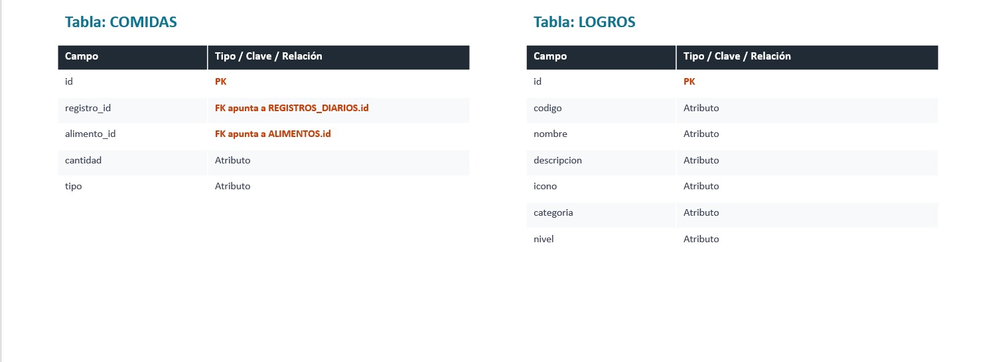 Tabla: COMIDAS
Campo Tipo / Clave / Relación
id PK
registro_id FK apunta a REGISTROS_DIARIOS.id
alimento_id FK apunta a ALIMENTOS.id
cantidad Atributo
tipo Atributo
Tabla: LOGROS
Campo Tipo / Clave / Relación
id PK
codigo Atributo
nombre Atributo
descripcion Atributo
icono Atributo
categoria Atributo
nivel Atributo